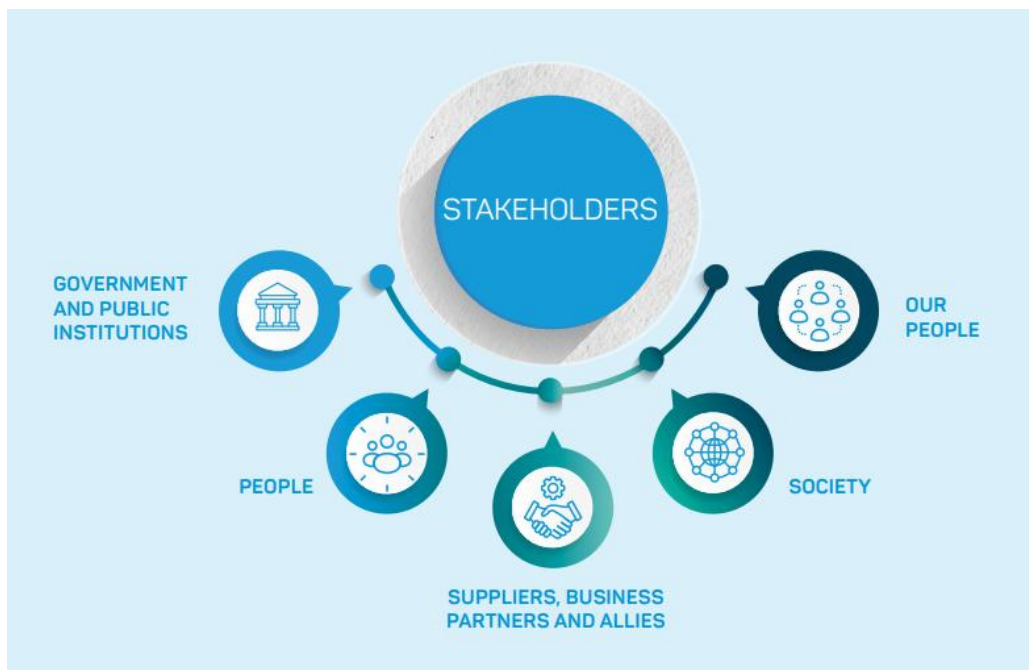 STAKEHOLDERS
GOVERNMENT
AND PUBLIC
INSTITUTIONS
OUR
PEOPLE
PEOPLE
SOCIETY
SUPPLIERS, BUSINESS
PARTNERS AND ALLIES